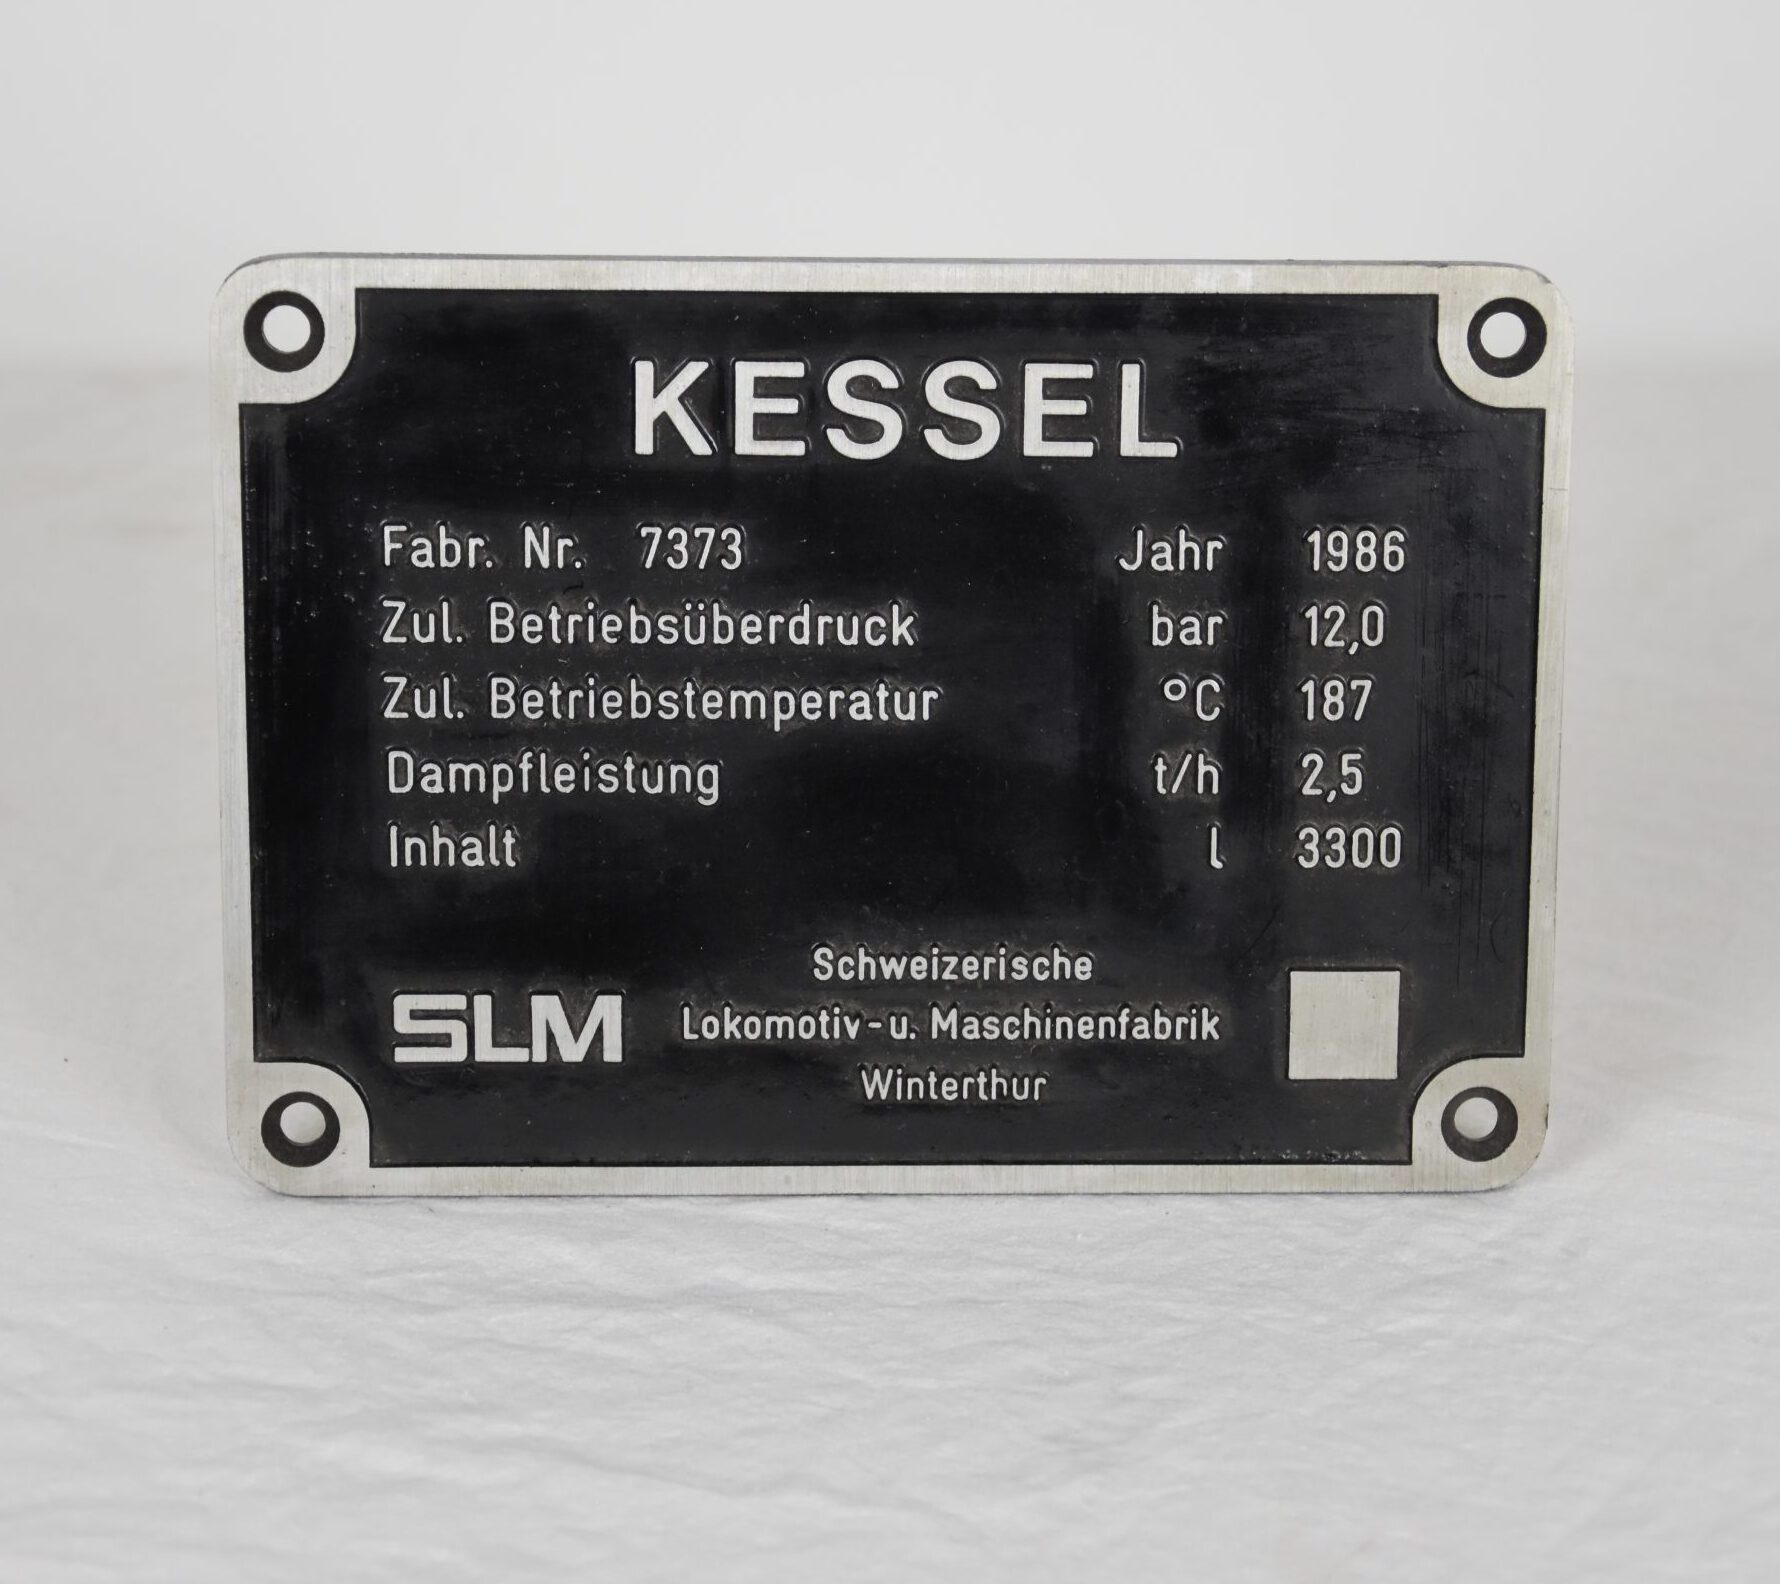 KESSEL
Fabr. Nr. 7373 Jahr 1986
Zul. Betriebsüberdruck bar 12,0
Zul. Betriebstemperatur °C 187
Dampfleistung t/h 2,5
Inhalt l 3300
Schweizerische
SLM Lokomotiv-u. Maschinenfabrik
Winterthur